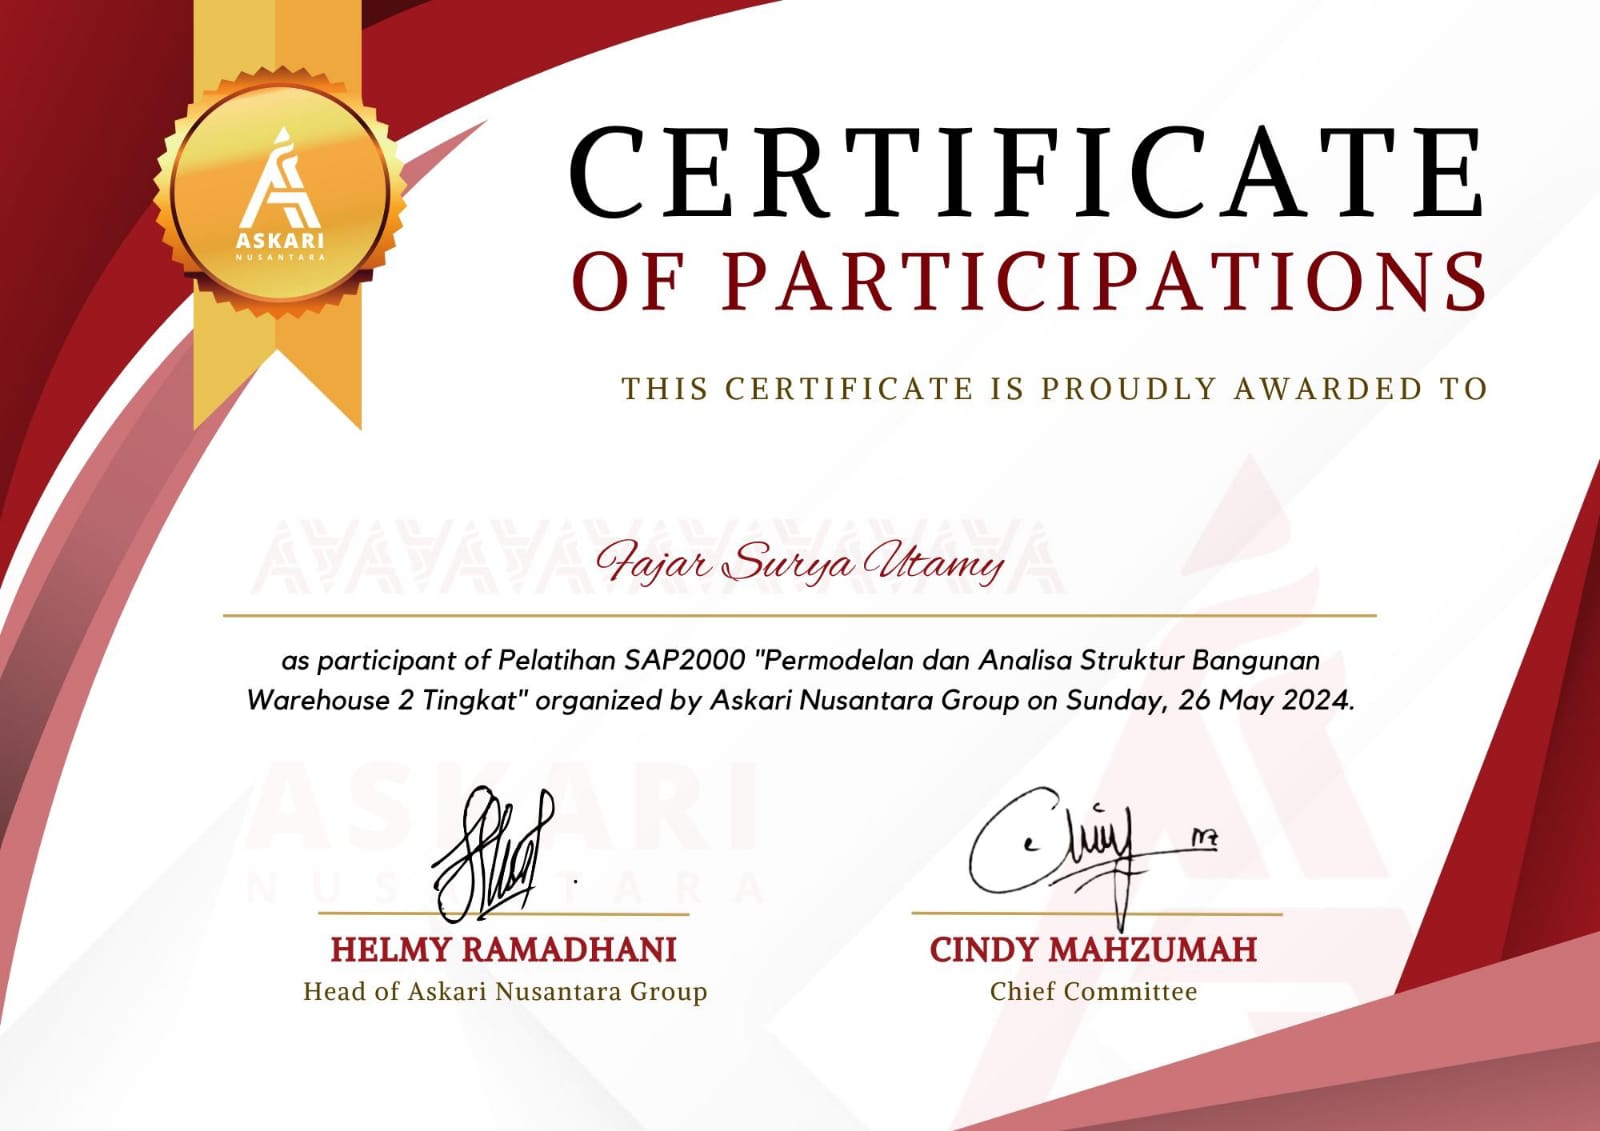 ASKARI
NUSANTARA
CERTIFICATE
OF PARTICIPATIONS
THIS CERTIFICATE IS PROUDLY AWARDED TO
Fajar Surya Utamy
as participant of Pelatihan SAP2000 "Permodelan dan Analisa Struktur Bangunan
Warehouse 2 Tingkat" organized by Askari Nusantara Group on Sunday, 26 May 2024.
ASKARI
NUSANTARA
HELMY RAMADHANI
Head of Askari Nusantara Group
CINDY MAHZUMAH
Chief Committee